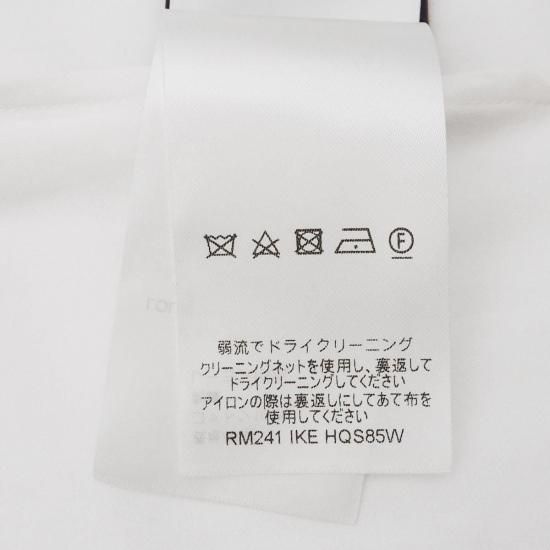 F
弱流でドライクリーニング
クリーニングネットを使用し、裏返して
ドライクリーニングしてください
アイロンの際は裏返しにしてあて布を
使用してください
RM241 IKE HQS85W